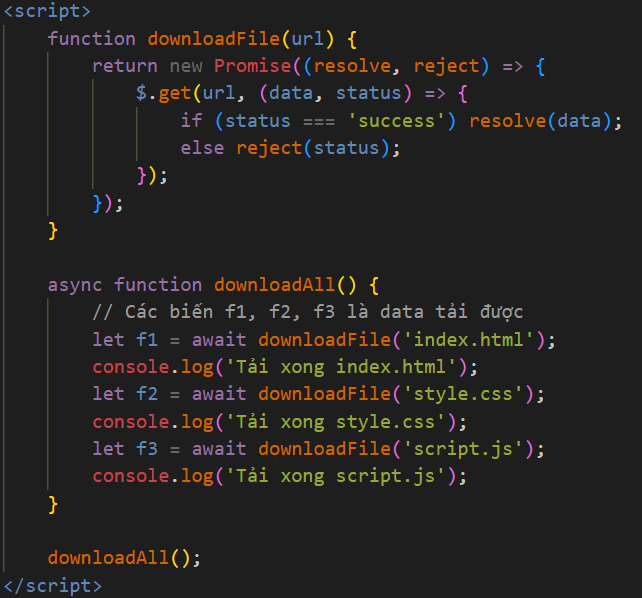 <script>
function downloadFile(url) {
return new Promise((resolve, reject) => {
$.get(url, (data, status) => {
if (status === 'success') resolve(data);
else reject(status);
});
});
}
async function downloadAll() {
// Các biến f1, f2, f3 là data tải được
let f1 = await downloadFile('index.html');
console.log('Tải xong index.html');
let f2 = await downloadFile('style.css');
console.log('Tải xong style.css');
let f3 = await downloadFile('script.js');
console.log('Tải xong script.js');
}
downloadAll();
</script>